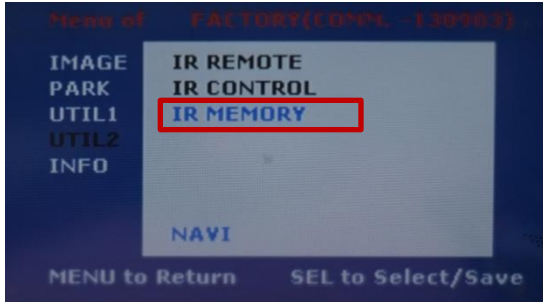 Menu of FACTORY(COMM. -130903)
IMAGE
PARK
UTIL1
UTIL2
INFO
IR REMOTE
IR CONTROL
IR MEMORY
NAVI
MENU to Return SEL to Select/Save